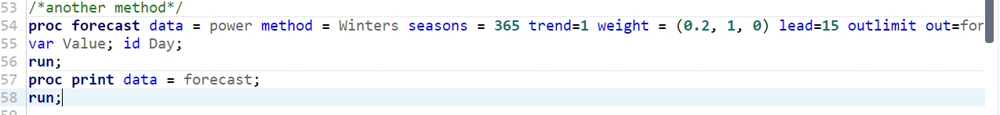 53 /*another method*/
54 proc forecast data = power method = Winters seasons = 365 trend=1 weight = (0.2, 1, 0) lead=15 outlimit out=for
55 var Value; id Day;
56 run;
57 proc print data = forecast;
58 run;
59